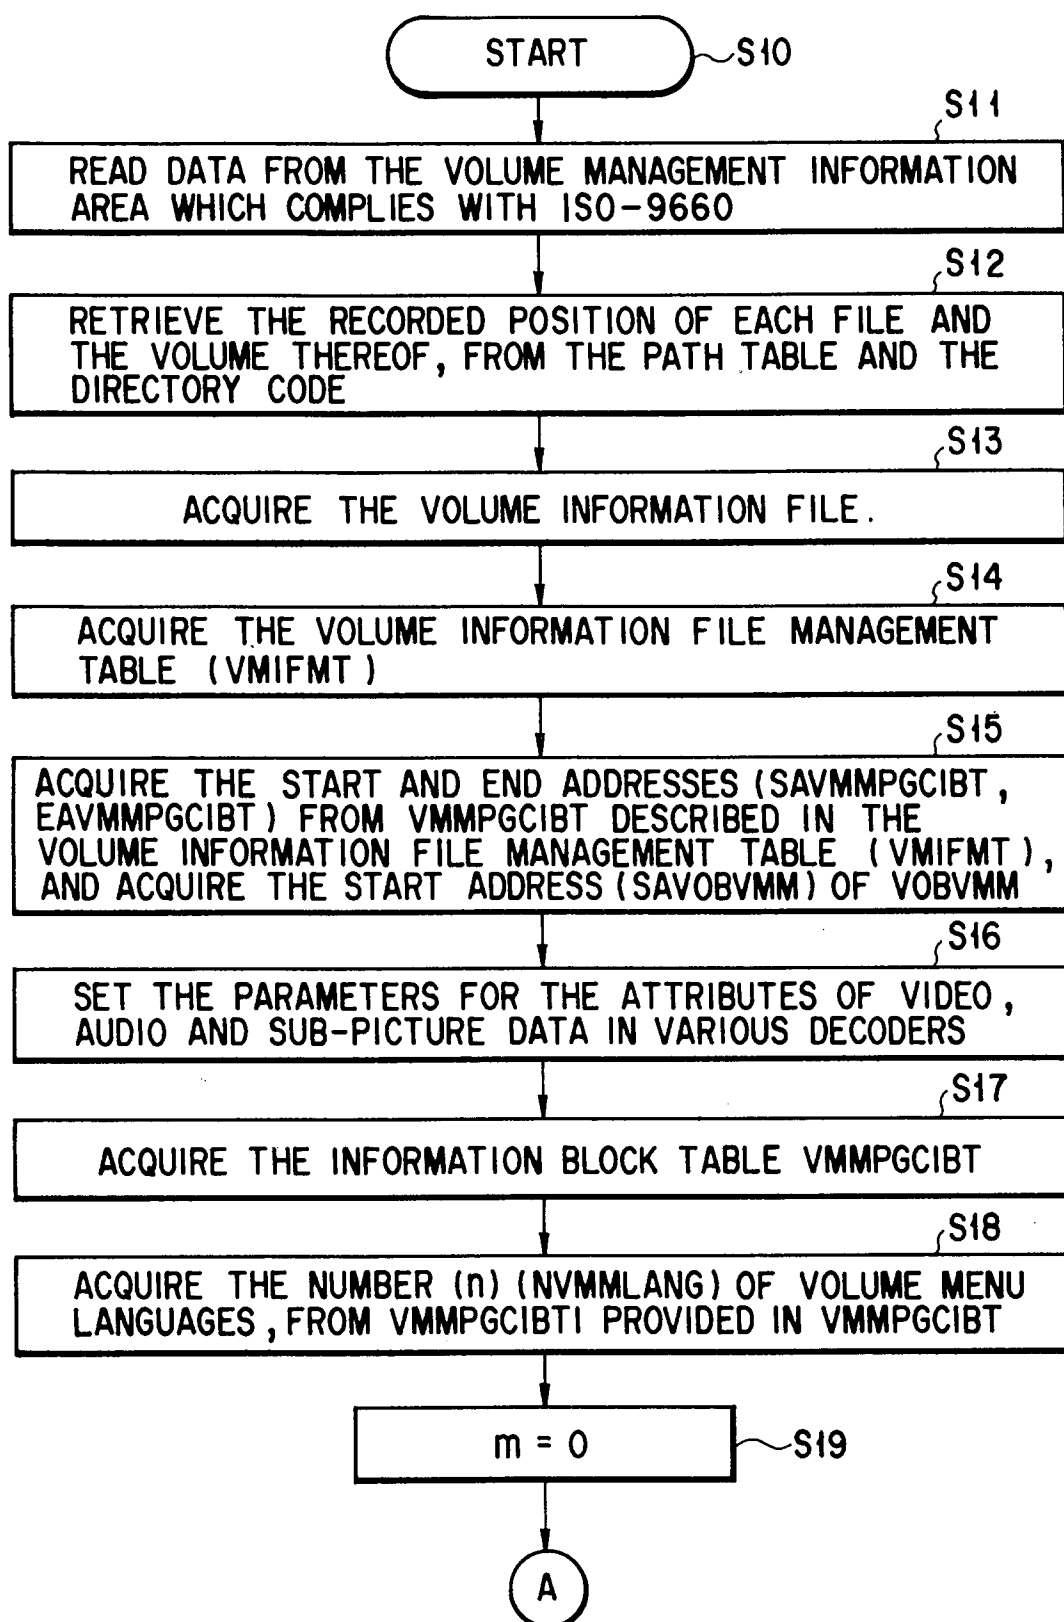 START
S10
S11
READ DATA FROM THE VOLUME MANAGEMENT INFORMATION
AREA WHICH COMPLIES WITH ISO-9660
S12
RETRIEVE THE RECORDED POSITION OF EACH FILE AND
THE VOLUME THEREOF, FROM THE PATH TABLE AND THE
DIRECTORY CODE
S13
ACQUIRE THE VOLUME INFORMATION FILE.
S14
ACQUIRE THE VOLUME INFORMATION FILE MANAGEMENT
TABLE (VMIFMT)
S15
ACQUIRE THE START AND END ADDRESSES (SAVMMPGCIBT,
EAVMMPGCIBT) FROM VMMPGCIBT DESCRIBED IN THE
VOLUME INFORMATION FILE MANAGEMENT TABLE (VMIFMT),
AND ACQUIRE THE START ADDRESS (SAVOBVMM) OF VOBVMM
S16
SET THE PARAMETERS FOR THE ATTRIBUTES OF VIDEO,
AUDIO AND SUB-PICTURE DATA IN VARIOUS DECODERS
S17
ACQUIRE THE INFORMATION BLOCK TABLE VMMPGCIBT
S18
ACQUIRE THE NUMBER (n) (NVMMLANG) OF VOLUME MENU
LANGUAGES, FROM VMMPGCIBTI PROVIDED IN VMMPGCIBT
m = 0
S19
A